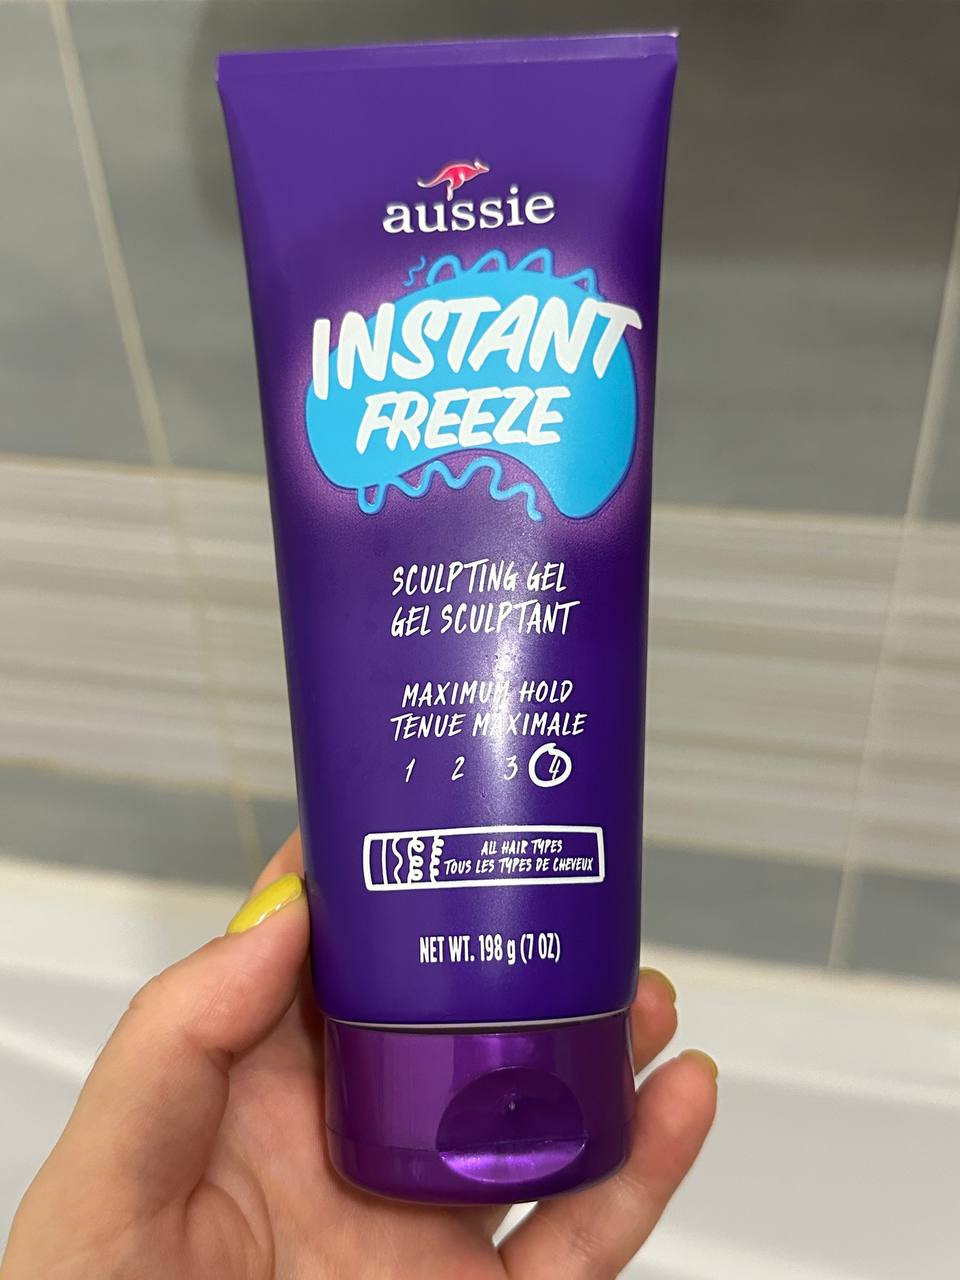 aussie
INSTANT
FREEZE
SCULPTING GEL
GEL SCULPTANT
MAXIMUM HOLD
TENUE MAXIMALE
1 2 3 4
ALL HAIR TYPES
TOUS LES TYPES DE CHEVEUX
NET WT. 198 g (7 OZ)